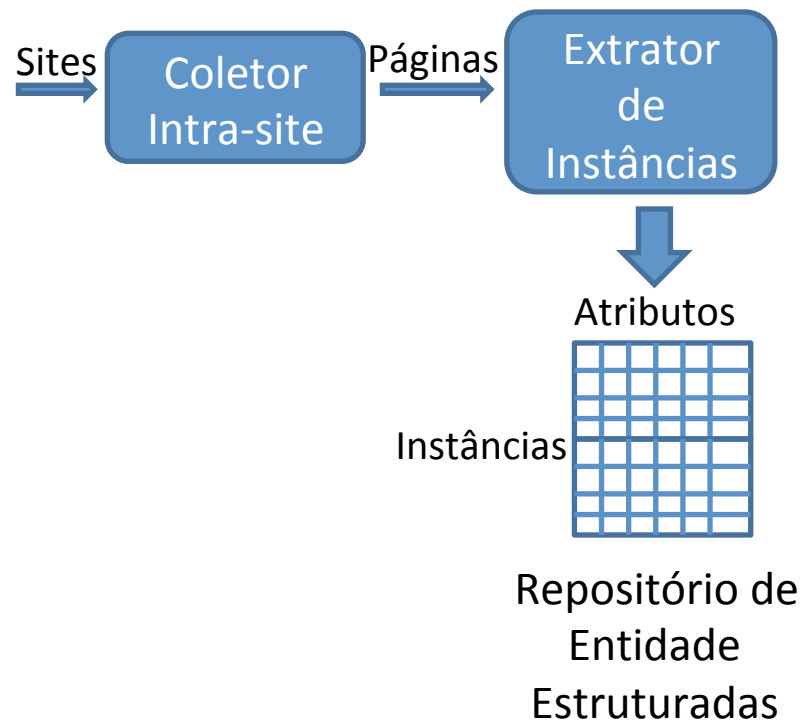 Sites
Coletor
Intra-site
Páginas
Extrator
de
Instâncias
Atributos
Instâncias
Repositório de
Entidade
Estruturadas